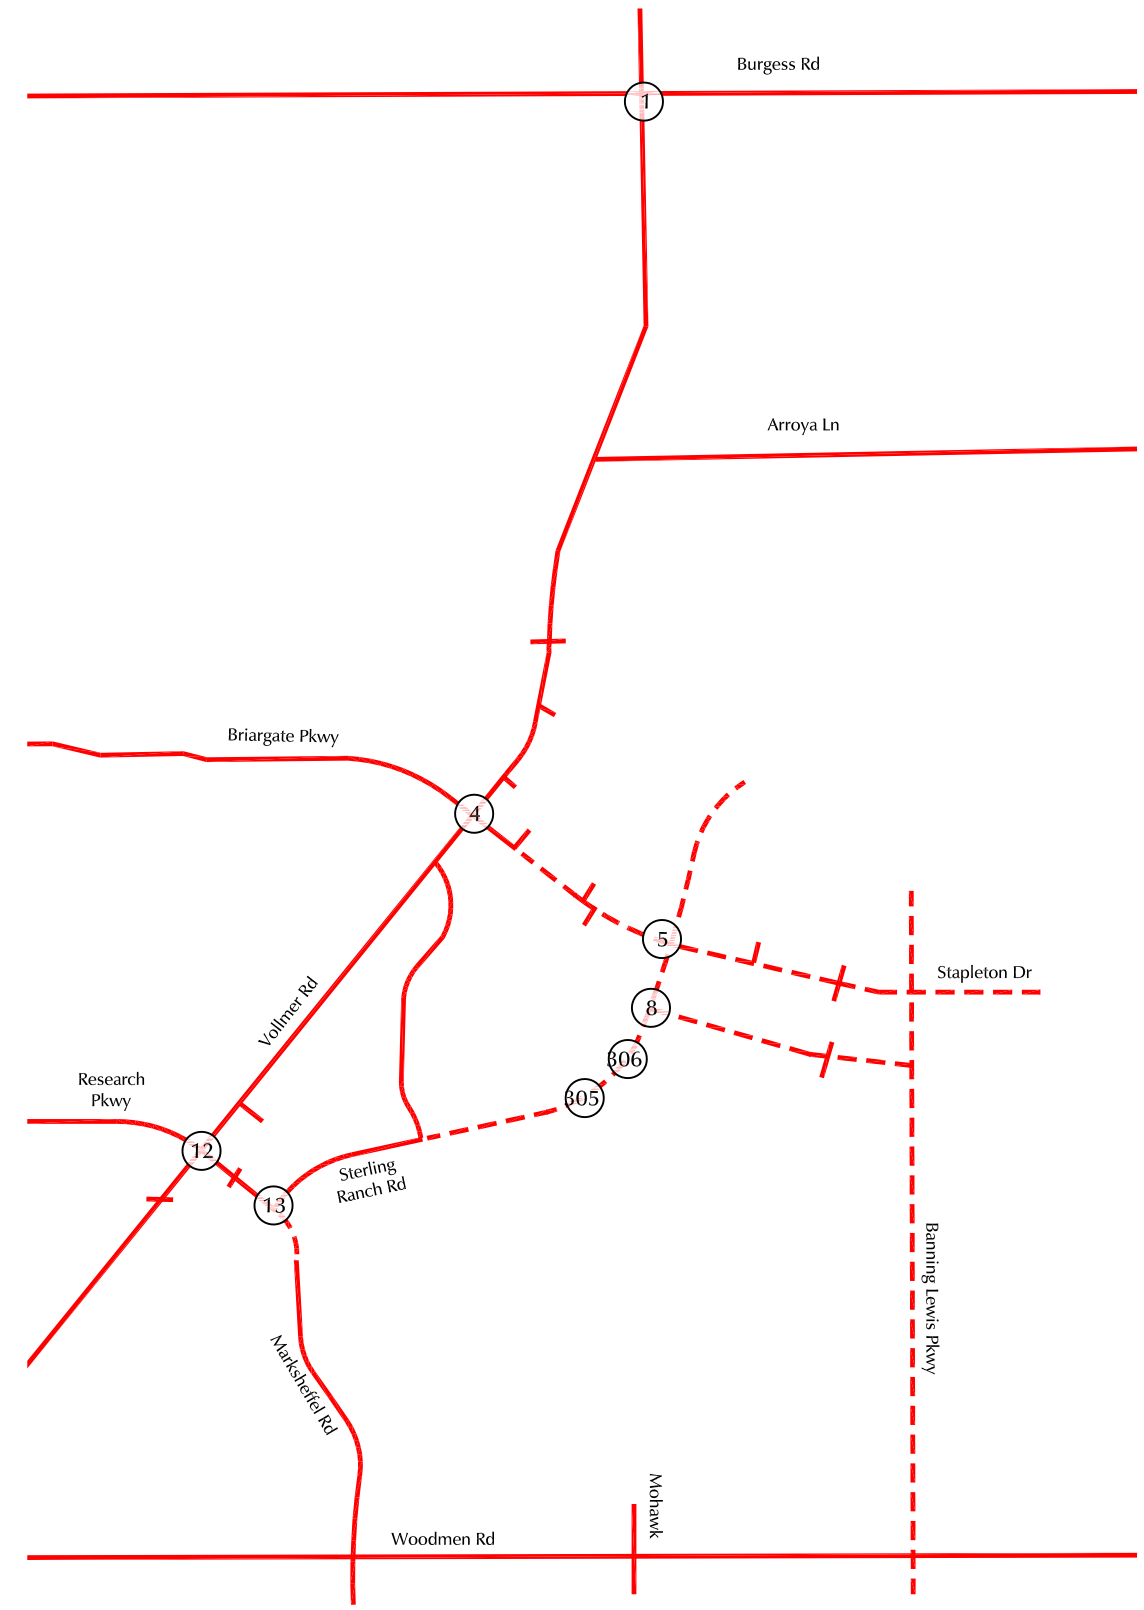 Burgess Rd
1
Arroya Ln
Briargate Pkwy
4
5
Stapleton Dr
Vollmer Rd
8
306
Research
Pkwy
305
12
Sterling
Ranch Rd
13
Banning Lewis Pkwy
Marksheffel Rd
Mohawk
Woodmen Rd